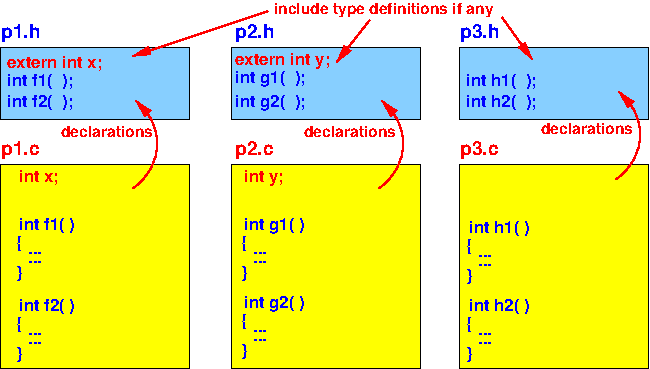 include type definitions if any
p1.h
extern int x;
int f1(  );
int f2(  );
declarations
p1.c
int x;
int f1( )
{
...
...
}
int f2( )
{
...
...
}
p2.h
extern int y;
int g1(  );
int g2(  );
declarations
p2.c
int y;
int g1( )
{
...
...
}
int g2( )
{
...
...
}
p3.h
int h1(  );
int h2(  );
declarations
p3.c
int h1( )
{
...
...
}
int h2( )
{
...
...
}